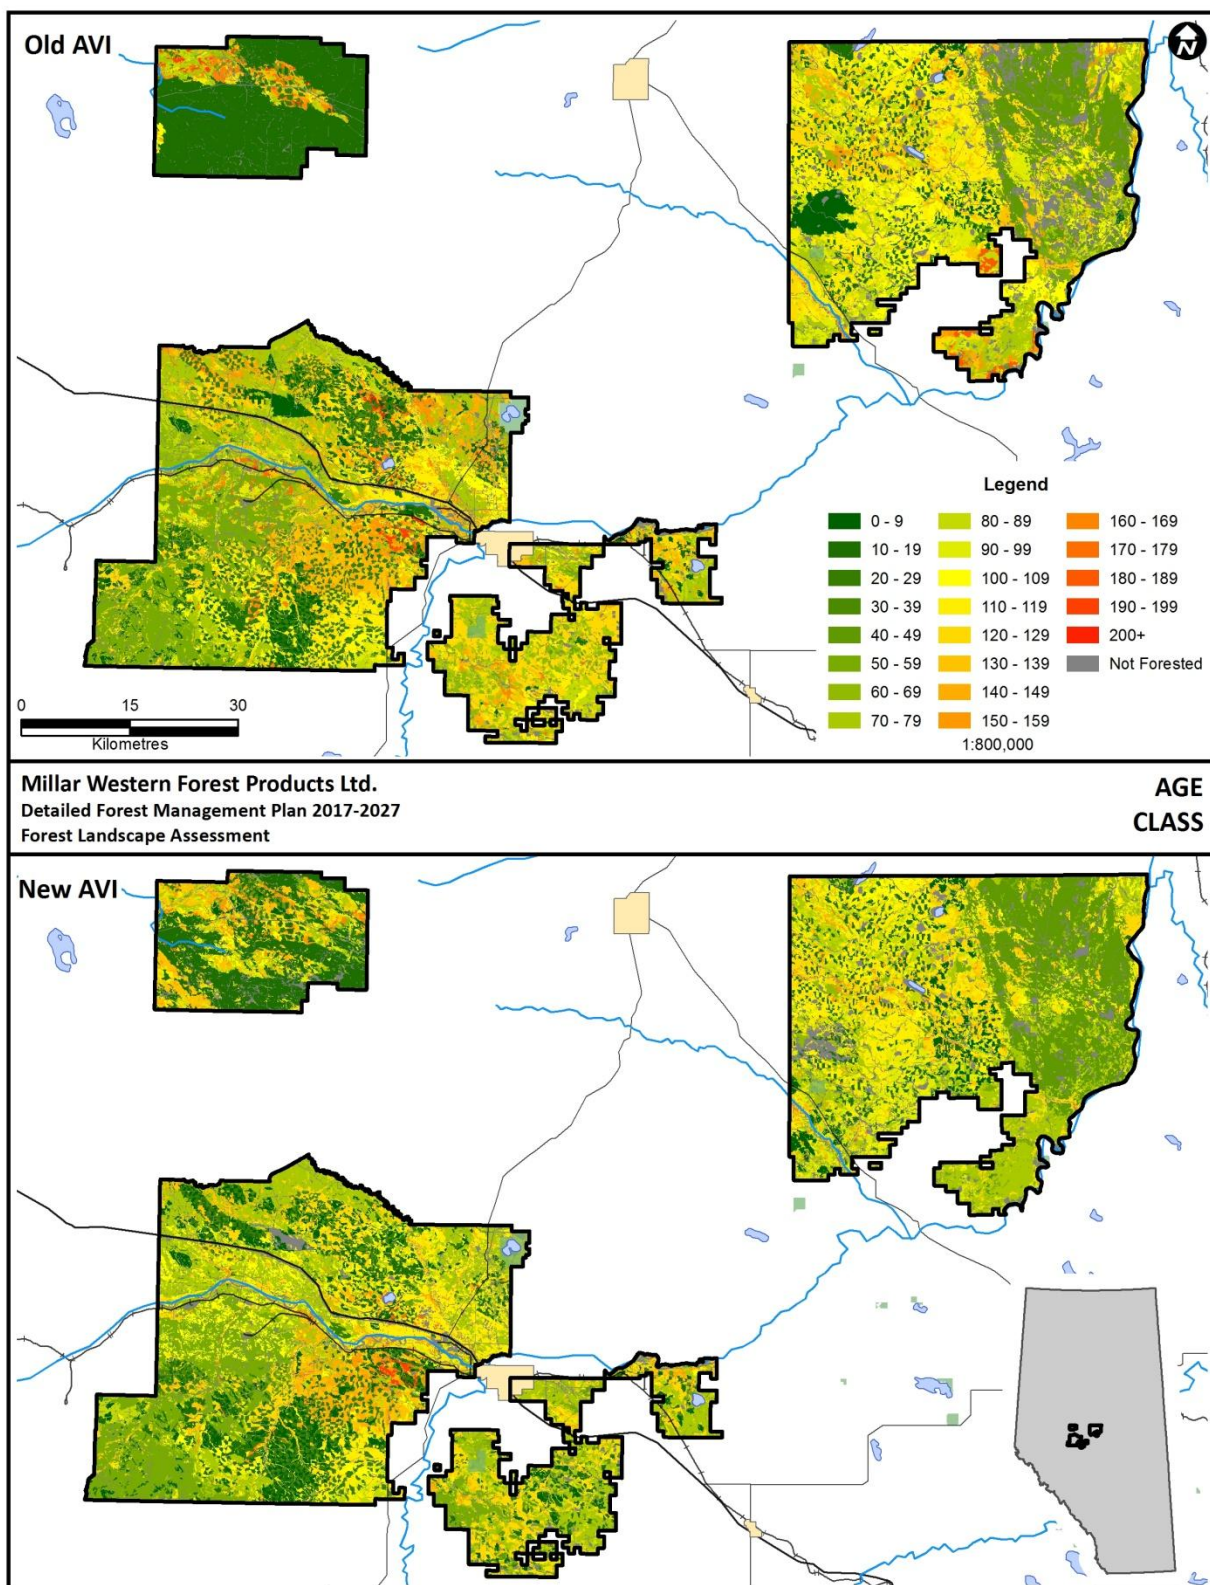 Old AVI
N
Legend
0 - 9
10 - 19
20 - 29
30 - 39
40 - 49
50 - 59
60 - 69
70 - 79
80 - 89
90 - 99
100 - 109
110 - 119
120 - 129
130 - 139
140 - 149
150 - 159
160 - 169
170 - 179
180 - 189
190 - 199
200+
Not Forested
0 15 30
Kilometres
1:800,000
Millar Western Forest Products Ltd.
Detailed Forest Management Plan 2017-2027
Forest Landscape Assessment
AGE
CLASS
New AVI